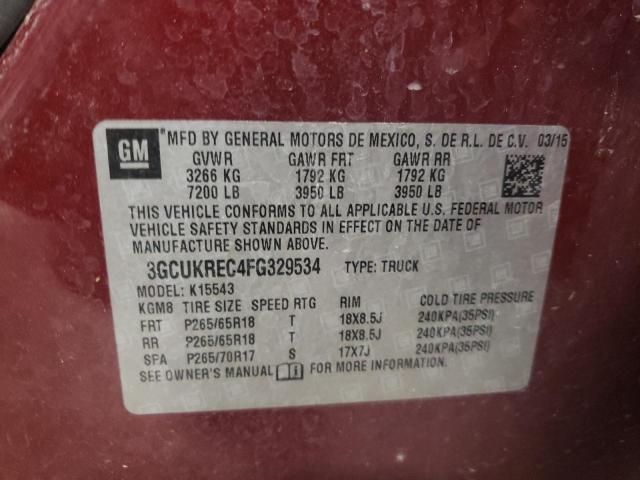 GM *MFD BY GENERAL MOTORS DE MEXICO, S. DE R.L. DE C.V. 03/15
GVWR GAWR FRT GAWR RR
3266 KG 1792 KG 1792 KG
7200 LB 3950 LB 3950 LB
THIS VEHICLE CONFORMS TO ALL APPLICABLE U.S. FEDERAL MOTOR
VEHICLE SAFETY STANDARDS IN EFFECT ON THE DATE OF
MANUFACTURE SHOWN ABOVE.
3GCUKREC4FG329534 TYPE: TRUCK
MODEL: K15543
KGM8 TIRE SIZE SPEED RTG RIM COLD TIRE PRESSURE
FRT P265/65R18 T 18X8.5J 240KPA(35PSI)
RR P265/65R18 T 18X8.5J 240KPA(35PSI)
SPA P265/70R17 S 17X7J 240KPA(35PSI)
SEE OWNER'S MANUAL FOR MORE INFORMATION.